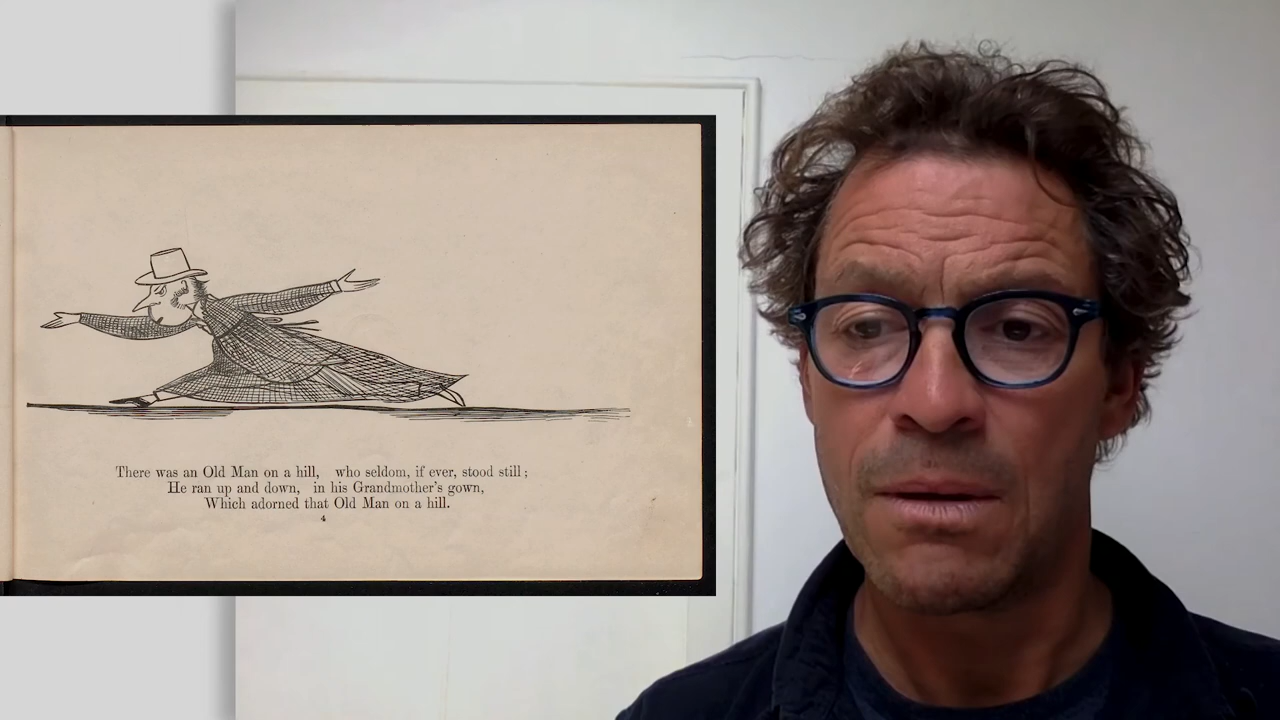 There was an Old Man on a hill, who seldom, if ever, stood still ;
He ran up and down, in his Grandmother's gown,
Which adorned that Old Man on a hill.
4